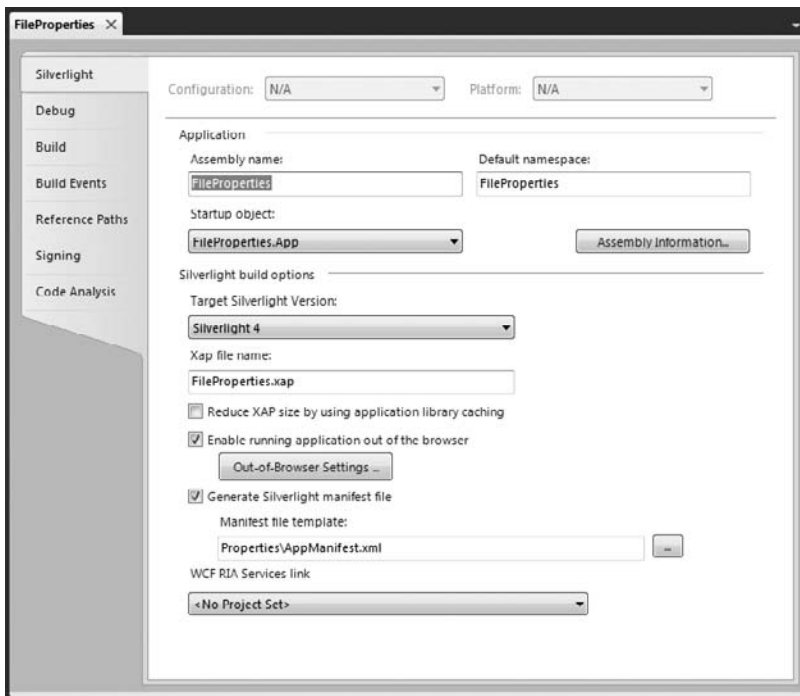 FileProperties
Silverlight
Debug
Build
Build Events
Reference Paths
Signing
Code Analysis
Configuration: N/A Platform: N/A
Application
Assembly name: Default namespace:
FileProperties FileProperties
Startup object:
FileProperties.App Assembly Information...
Silverlight build options
Target Silverlight Version:
Silverlight 4
Xap file name:
FileProperties.xap
Reduce XAP size by using application library caching
Enable running application out of the browser
Out-of-Browser Settings ...
Generate Silverlight manifest file
Manifest file template:
Properties\AppManifest.xml ...
WCF RIA Services link
<No Project Set>